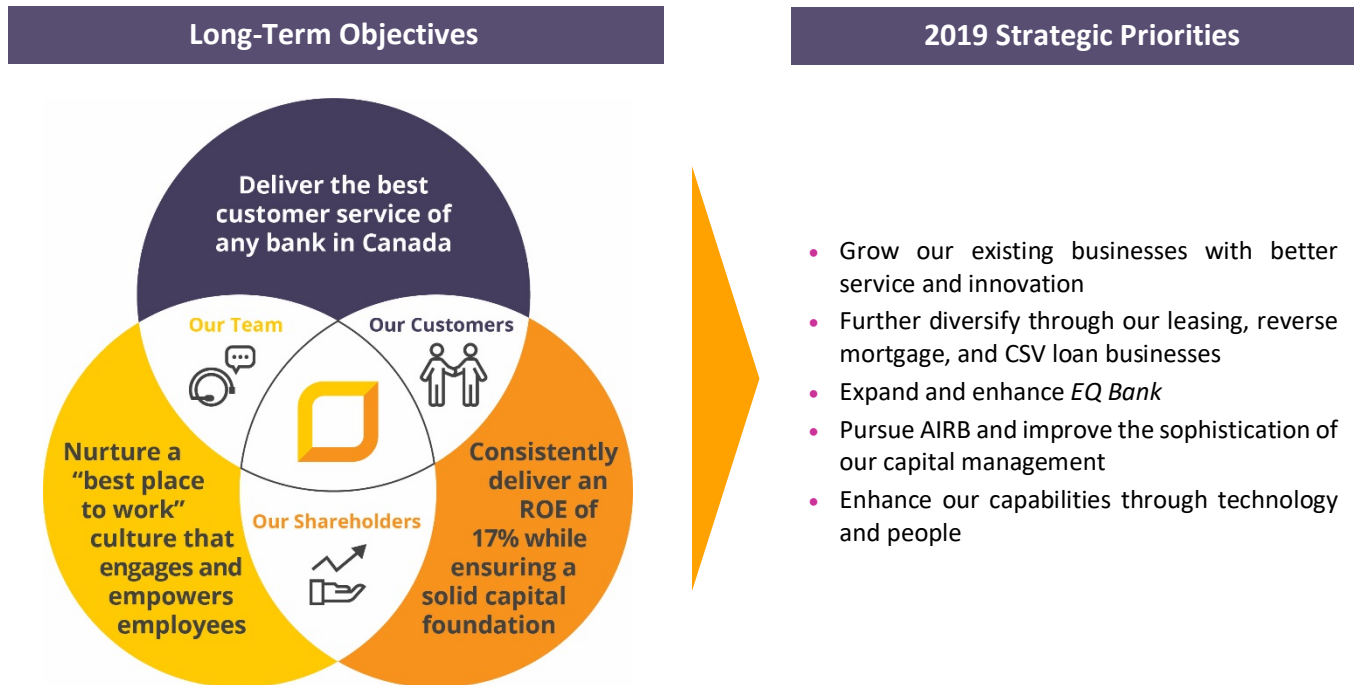 Long-Term Objectives
Deliver the best
customer service of
any bank in Canada
Our Team
Our Customers
Nurture a
“best place
to work”
culture that
engages and
empowers
employees
Consistently
deliver an
ROE of
17% while
ensuring a
solid capital
foundation
Our Shareholders
2019 Strategic Priorities
• Grow our existing businesses with better
service and innovation
• Further diversify through our leasing, reverse
mortgage, and CSV loan businesses
• Expand and enhance EQ Bank
• Pursue AIRB and improve the sophistication of
our capital management
• Enhance our capabilities through technology
and people